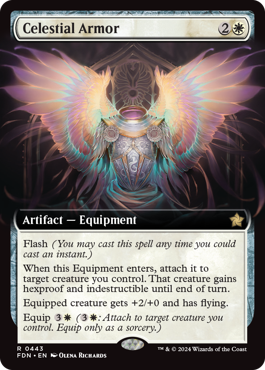 Celestial Armor 2
Artifact — Equipment
Flash (You may cast this spell any time you could
cast an instant.)
When this Equipment enters, attach it to
target creature you control. That creature gains
hexproof and indestructible until end of turn.
Equipped creature gets +2/+0 and has flying.
Equip 3 (3: Attach to target creature you
control. Equip only as a sorcery.)
R 0443
FDN • EN Olena Richards
™ & © 2024 Wizards of the Coast